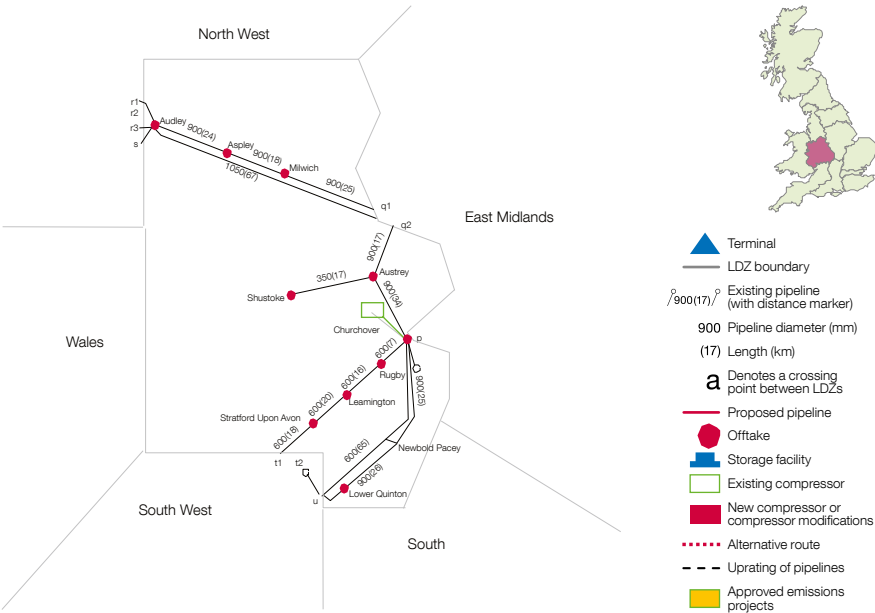 North West
r1
r2
r3
s
Audley
900(24)
Aspley
900(18)
Milwich
900(25)
1050(67)
q1
q2
East Midlands
900(17)
Austrey
350(17)
Shustoke
900(34)
Churchover
p
Wales
600(7)
Rugby
900(25)
600(16)
Leamington
600(20)
Stratford Upon Avon
600(18)
t1
t2
600(65)
Newbold Pacey
900(26)
Lower Quinton
u
South West
South
Terminal
LDZ boundary
900(17)
Existing pipeline
(with distance marker)
900
Pipeline diameter (mm)
(17)
Length (km)
a
Denotes a crossing
point between LDZs
Proposed pipeline
Offtake
Storage facility
Existing compressor
New compressor or
compressor modifications
Alternative route
Uprating of pipelines
Approved emissions
projects